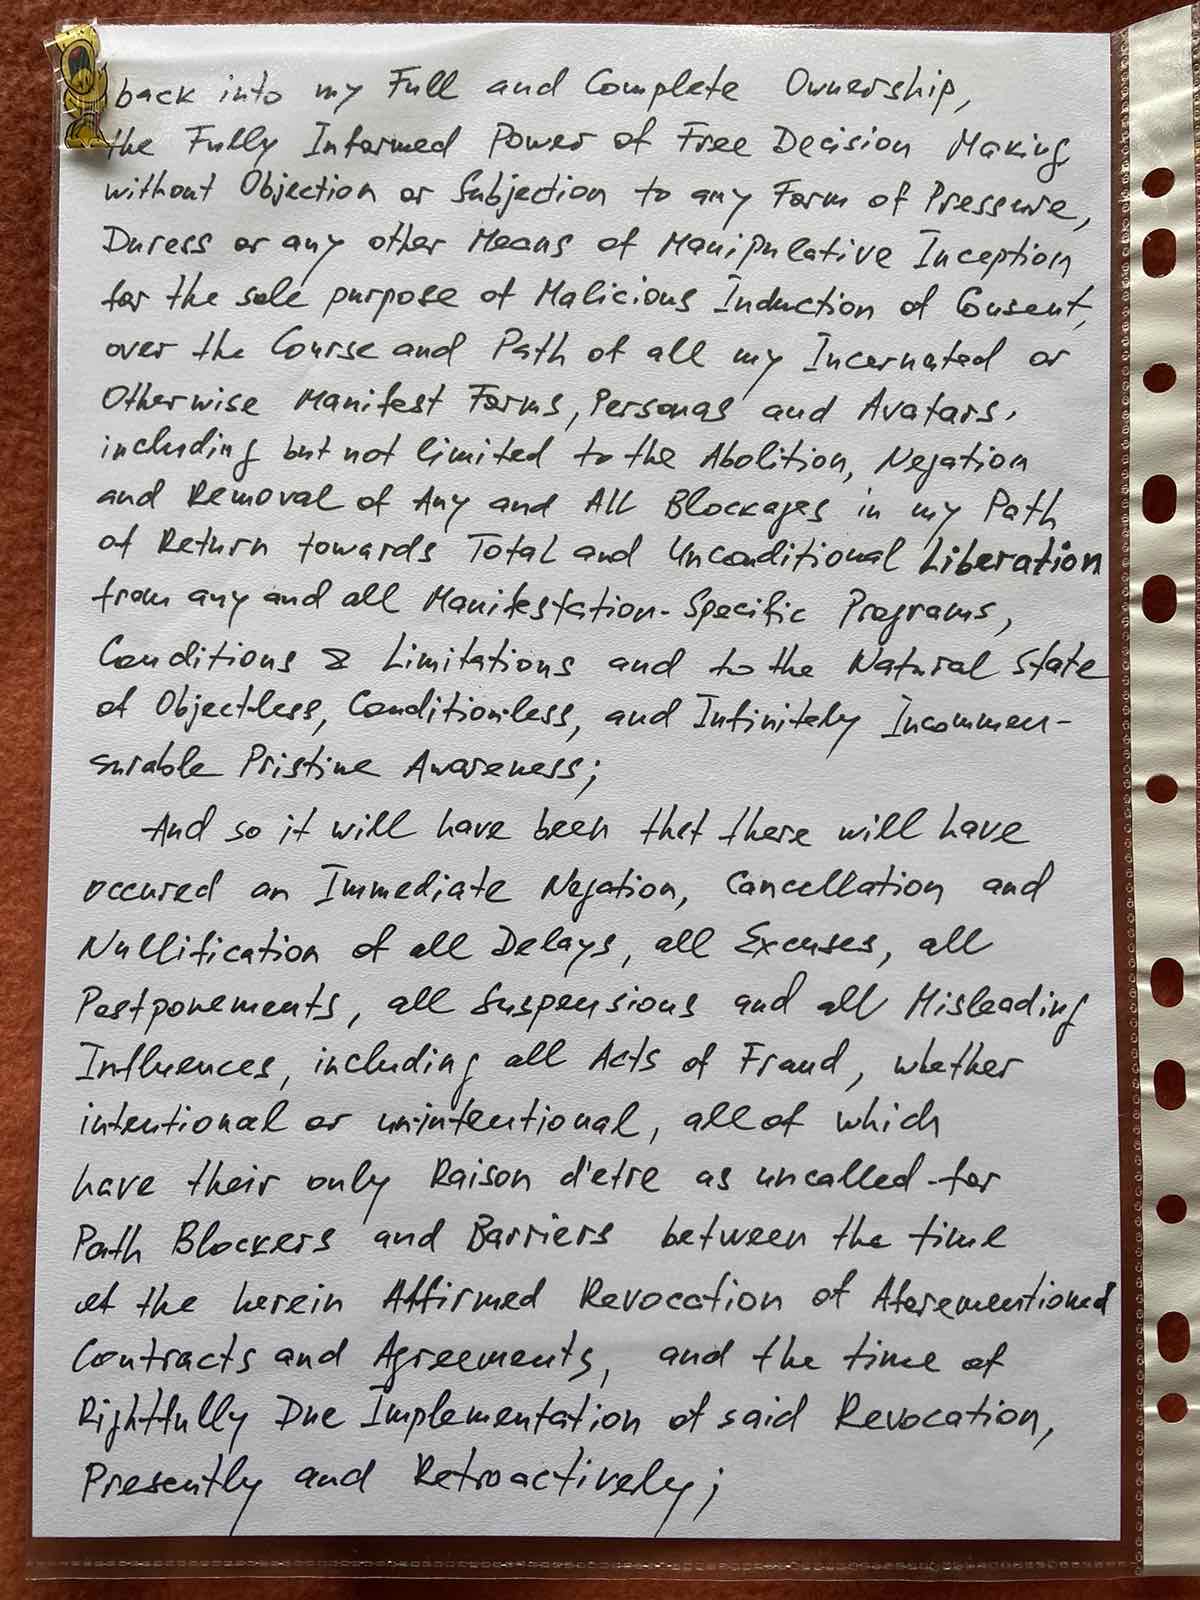 back into my Full and Complete Ownership,
the Fully Informed Power of Free Decision Making
without Objection or Subjection to any Form of Pressure,
Duress or any other Means of Manipulative Inception
for the sole purpose of Malicious Induction of Consent,
over the Course and Path of all my Incarnated or
Otherwise Manifest Forms, Personas and Avatars,
including but not limited to the Abolition, Negation
and Removal of Any and All Blockages in my Path
of Return towards Total and Unconditional Liberation
from any and all Manifestation-Specific Programs,
Conditions & Limitations and to the Natural State
of Objectless, Conditionless, and Infinitely Incommen-
surable Pristine Awareness;
And so it will have been that there will have
occured an Immediate Negation, Cancellation and
Nullification of all Delays, all Excuses, all
Postponements, all Suspensions and all Misleading
Influences, including all Acts of Fraud, whether
intentional or un-intentional, all of which
have their only Raison d'etre as uncalled-for
Path Blockers and Barriers between the time
of the herein Affirmed Revocation of Aforementioned
Contracts and Agreements, and the time of
Rightfully Due Implementation of said Revocation,
Presently and Retroactively;